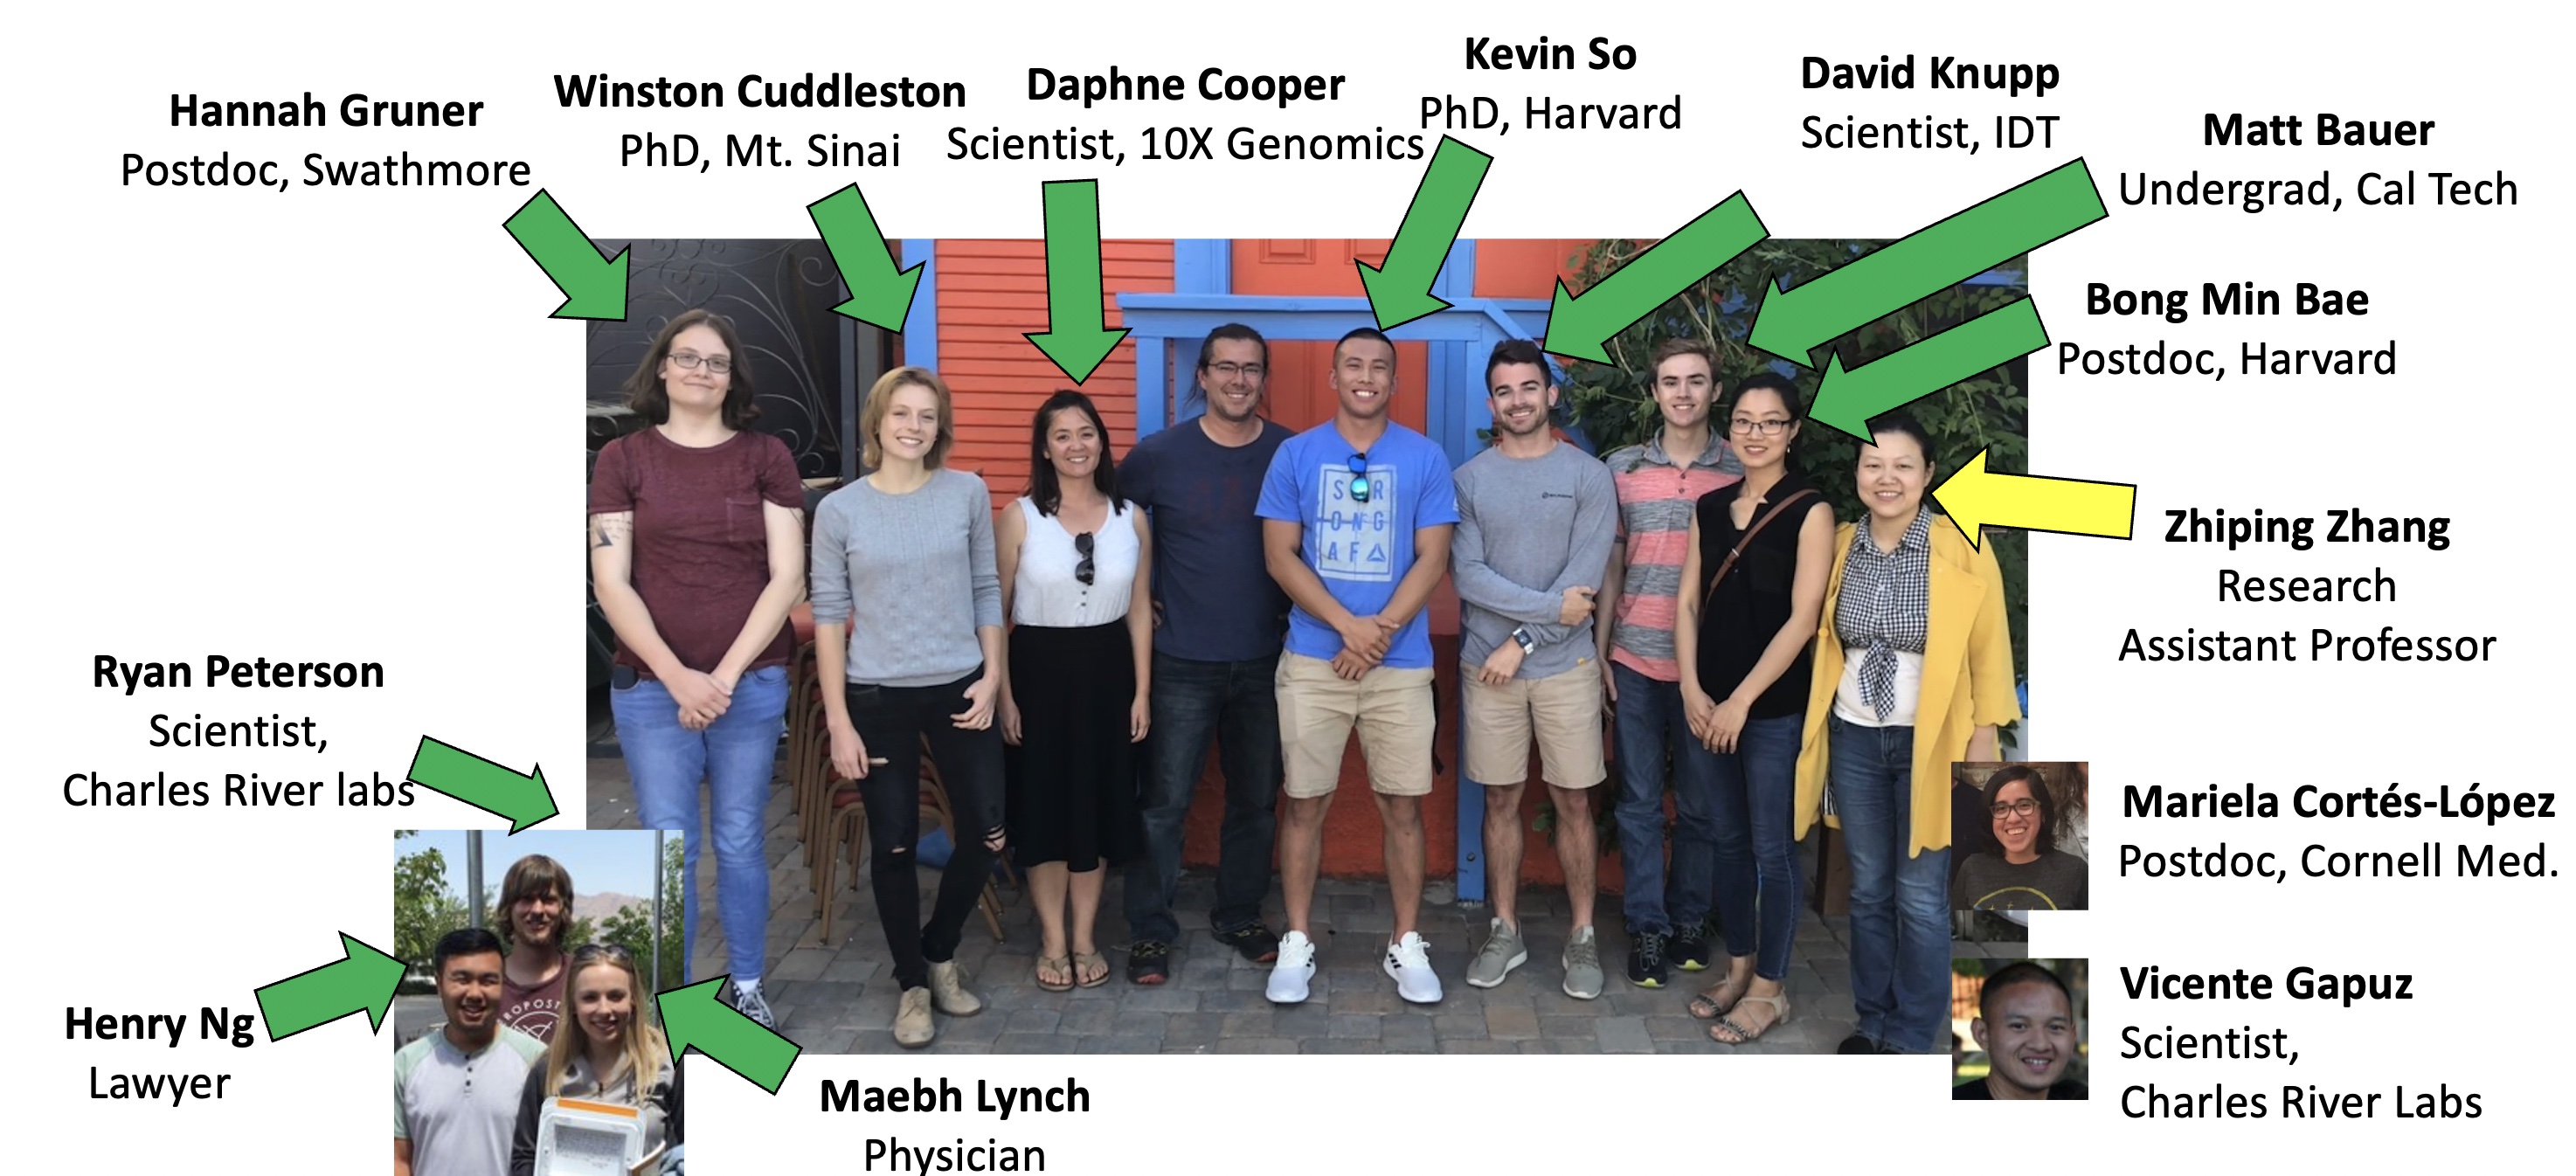 Hannah Gruner
Postdoc, Swathmore
Winston Cuddleston
PhD, Mt. Sinai
Daphne Cooper
Scientist, 10X Genomics
Kevin So
PhD, Harvard
David Knupp
Scientist, IDT
Matt Bauer
Undergrad, Cal Tech
Bong Min Bae
Postdoc, Harvard
Zhiping Zhang
Research
Assistant Professor
Ryan Peterson
Scientist,
Charles River labs
Henry Ng
Lawyer
Maebh Lynch
Physician
Mariela Cortés-López
Postdoc, Cornell Med.
Vicente Gapuz
Scientist,
Charles River Labs
ONG
AF